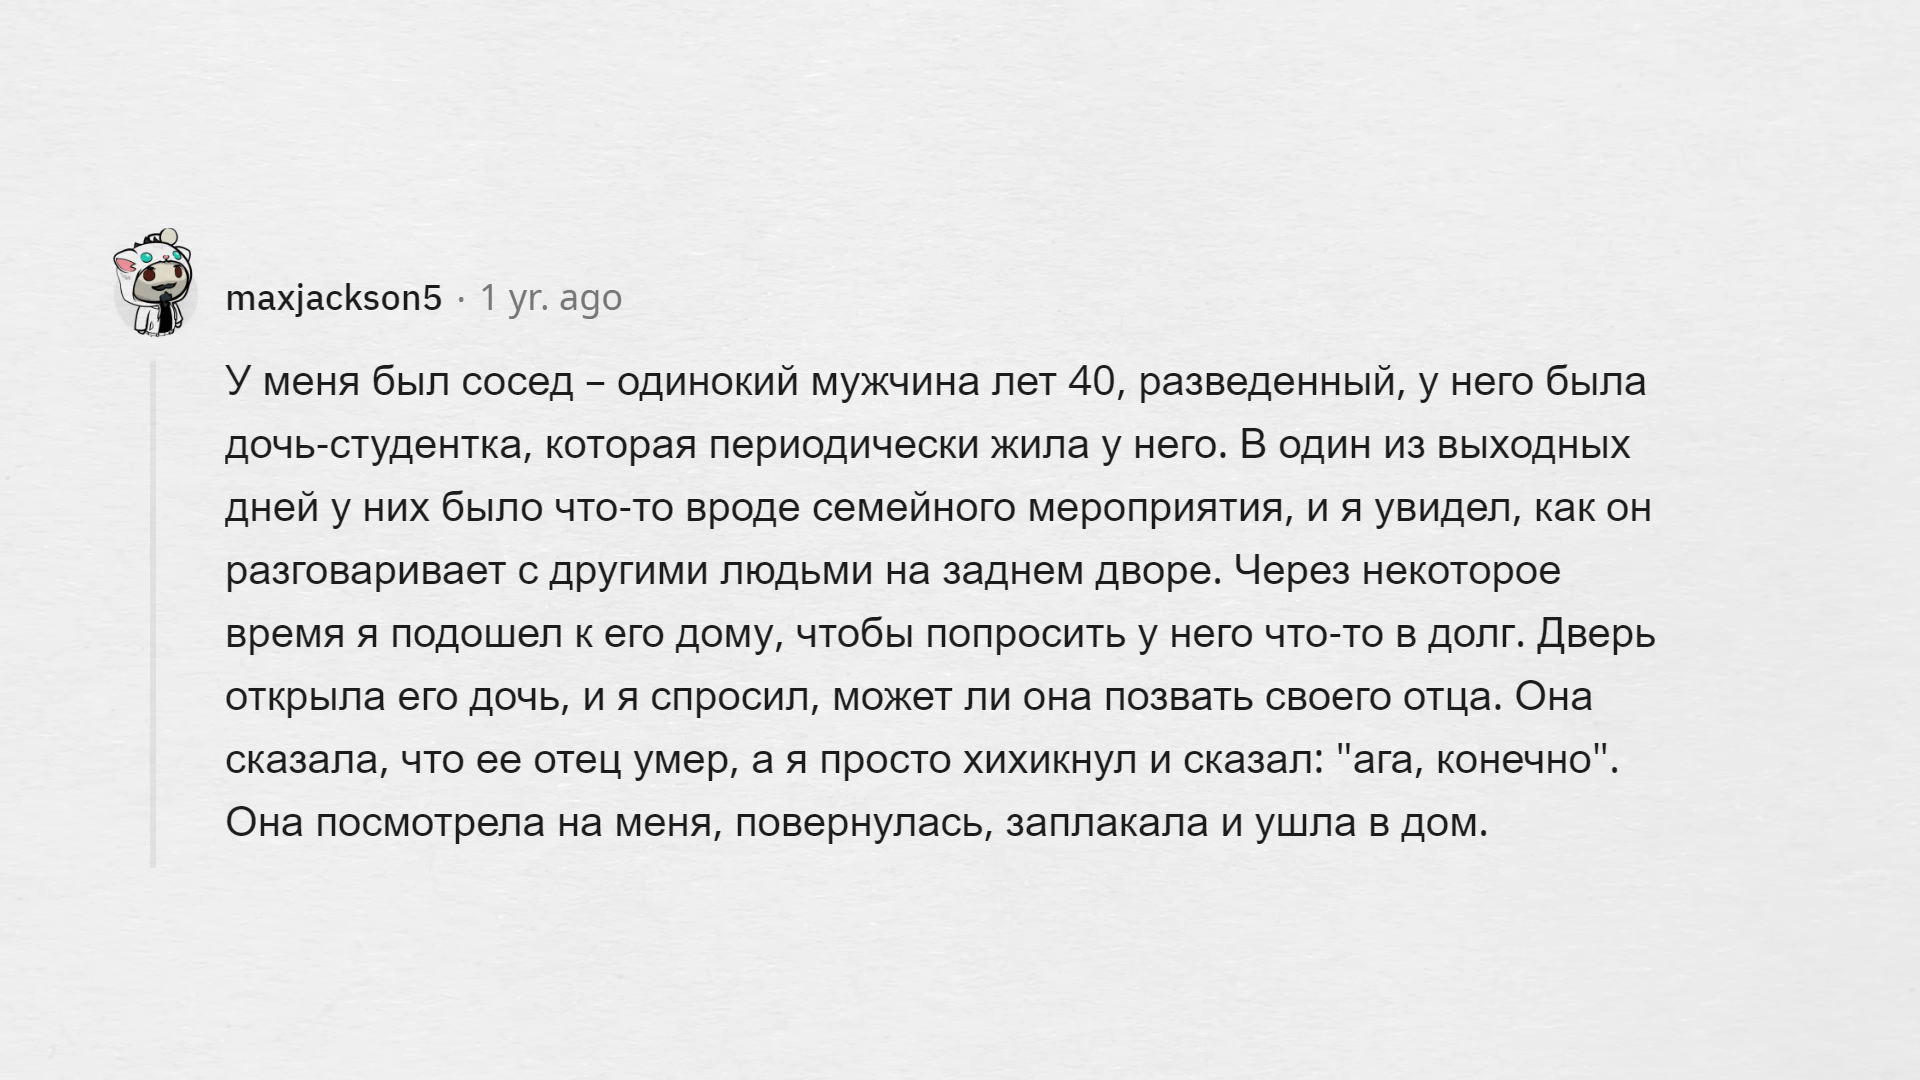 maxjackson5 · 1 yr. ago
У меня был сосед – одинокий мужчина лет 40, разведенный, у него была
дочь-студентка, которая периодически жила у него. В один из выходных
дней у них было что-то вроде семейного мероприятия, и я увидел, как он
разговаривает с другими людьми на заднем дворе. Через некоторое
время я подошел к его дому, чтобы попросить у него что-то в долг. Дверь
открыла его дочь, и я спросил, может ли она позвать своего отца. Она
сказала, что ее отец умер, а я просто хихикнул и сказал: "ага, конечно".
Она посмотрела на меня, повернулась, заплакала и ушла в дом.